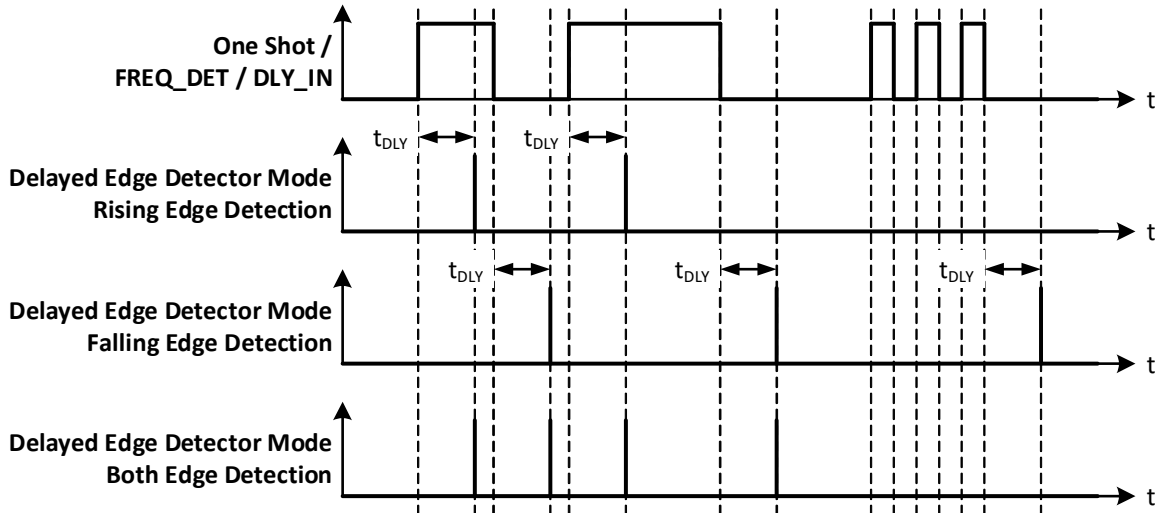 One Shot /
FREQ_DET / DLY_IN
t
tDLY tDLY
Delayed Edge Detector Mode
Rising Edge Detection
t
tDLY tDLY tDLY
Delayed Edge Detector Mode
Falling Edge Detection
t
Delayed Edge Detector Mode
Both Edge Detection
t